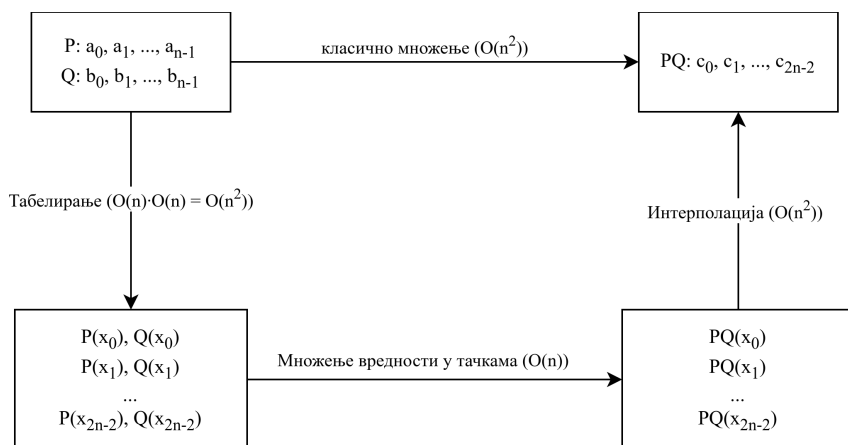 P: a₀, a₁, ..., aₙ₋₁
Q: b₀, b₁, ..., bₙ₋₁
класично множење (O(n²))
PQ: c₀, c₁, ..., c₂ₙ₋₂
Табелирање (O(n)·O(n) = O(n²))
Интерполација (O(n²))
P(x₀), Q(x₀)
P(x₁), Q(x₁)
...
P(x₂ₙ₋₂), Q(x₂ₙ₋₂)
Множење вредности у тачкама (O(n))
PQ(x₀)
PQ(x₁)
...
PQ(x₂ₙ₋₂)